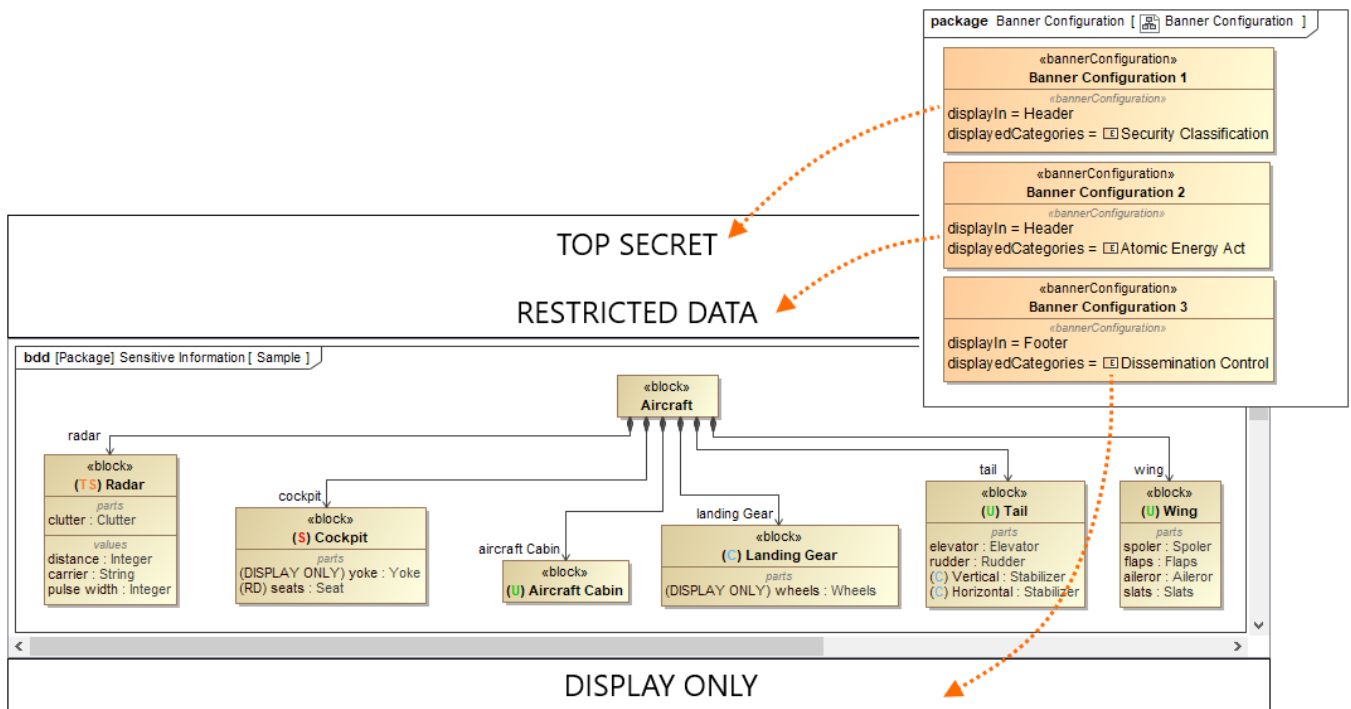 package Banner Configuration [ Banner Configuration ]
«bannerConfiguration»
Banner Configuration 1
«bannerConfiguration»
displayIn = Header
displayedCategories = E Security Classification
«bannerConfiguration»
Banner Configuration 2
«bannerConfiguration»
displayIn = Header
displayedCategories = E Atomic Energy Act
«bannerConfiguration»
Banner Configuration 3
«bannerConfiguration»
displayIn = Footer
displayedCategories = E Dissemination Control
TOP SECRET
RESTRICTED DATA
bdd [Package] Sensitive Information [ Sample ]
«block»
Aircraft
radar
«block»
(TS) Radar
parts
clutter : Clutter
values
distance : Integer
carrier : String
pulse width : Integer
cockpit
«block»
(S) Cockpit
parts
(DISPLAY ONLY) yoke : Yoke
(RD) seats : Seat
aircraft Cabin
«block»
(U) Aircraft Cabin
landing Gear
«block»
(C) Landing Gear
parts
(DISPLAY ONLY) wheels : Wheels
tail
«block»
(U) Tail
parts
elevator : Elevator
rudder : Rudder
(C) Vertical : Stabilizer
(C) Horizontal : Stabilizer
wing
«block»
(U) Wing
parts
spoler : Spoler
flaps : Flaps
aileror : Aileror
slats : Slats
DISPLAY ONLY